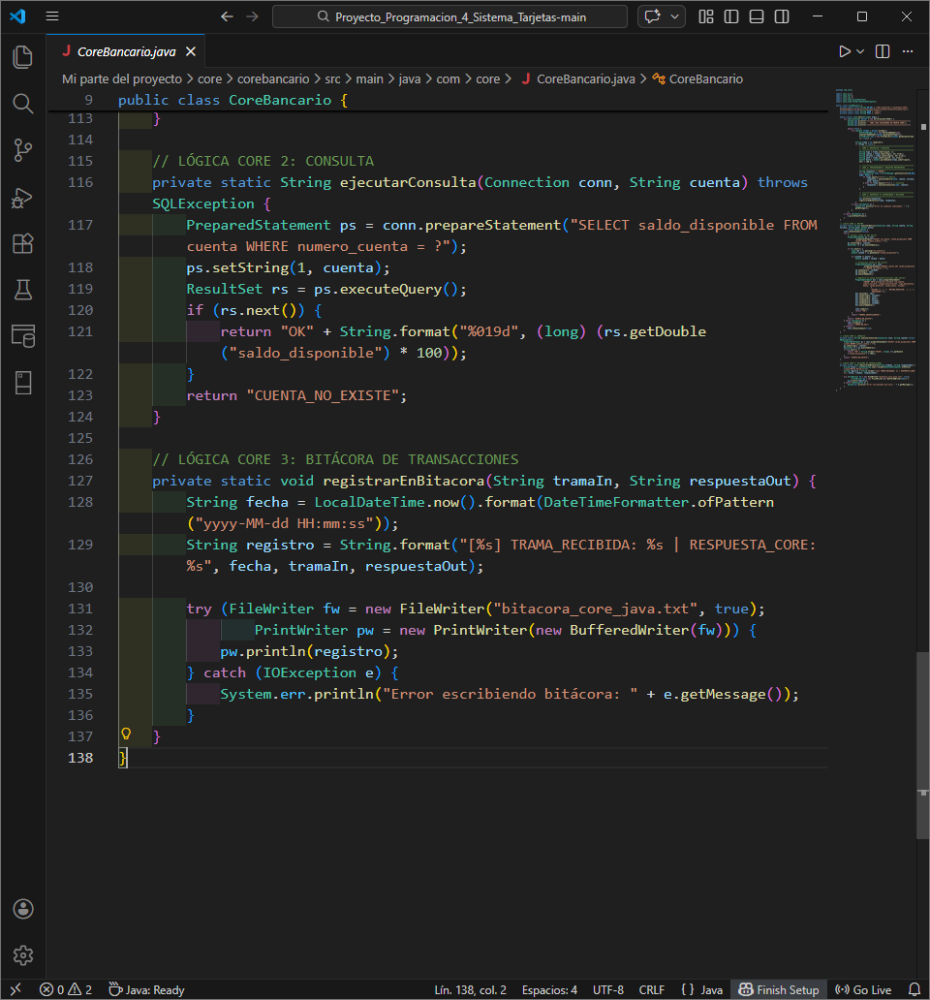 Proyecto_Programacion_4_Sistema_Tarjetas-main
CoreBancario.java
Mi parte del proyecto > core > corebancario > src > main > java > com > core > J CoreBancario.java > CoreBancario
9 public class CoreBancario {
113 }
114
115 // LÓGICA CORE 2: CONSULTA
116 private static String ejecutarConsulta(Connection conn, String cuenta) throws
SQLException {
117 PreparedStatement ps = conn.prepareStatement("SELECT saldo_disponible FROM
cuenta WHERE numero_cuenta = ?");
118 ps.setString(1, cuenta);
119 ResultSet rs = ps.executeQuery();
120 if (rs.next()) {
121 return "OK" + String.format("%019d", (long) (rs.getDouble
("saldo_disponible") * 100));
122 }
123 return "CUENTA_NO_EXISTE";
124 }
125
126 // LÓGICA CORE 3: BITÁCORA DE TRANSACCIONES
127 private static void registrarEnBitacora(String tramaIn, String respuestaOut) {
128 String fecha = LocalDateTime.now().format(DateTimeFormatter.ofPattern
("yyyy-MM-dd HH:mm:ss"));
129 String registro = String.format("[%s] TRAMA_RECIBIDA: %s | RESPUESTA_CORE:
%s", fecha, tramaIn, respuestaOut);
130
131 try (FileWriter fw = new FileWriter("bitacora_core_java.txt", true);
132 PrintWriter pw = new PrintWriter(new BufferedWriter(fw))) {
133 pw.println(registro);
134 } catch (IOException e) {
135 System.err.println("Error escribiendo bitácora: " + e.getMessage());
136 }
137 }
138 }
0 2 Java: Ready Lín. 138, col. 2 Espacios: 4 UTF-8 CRLF { } Java Finish Setup Go Live